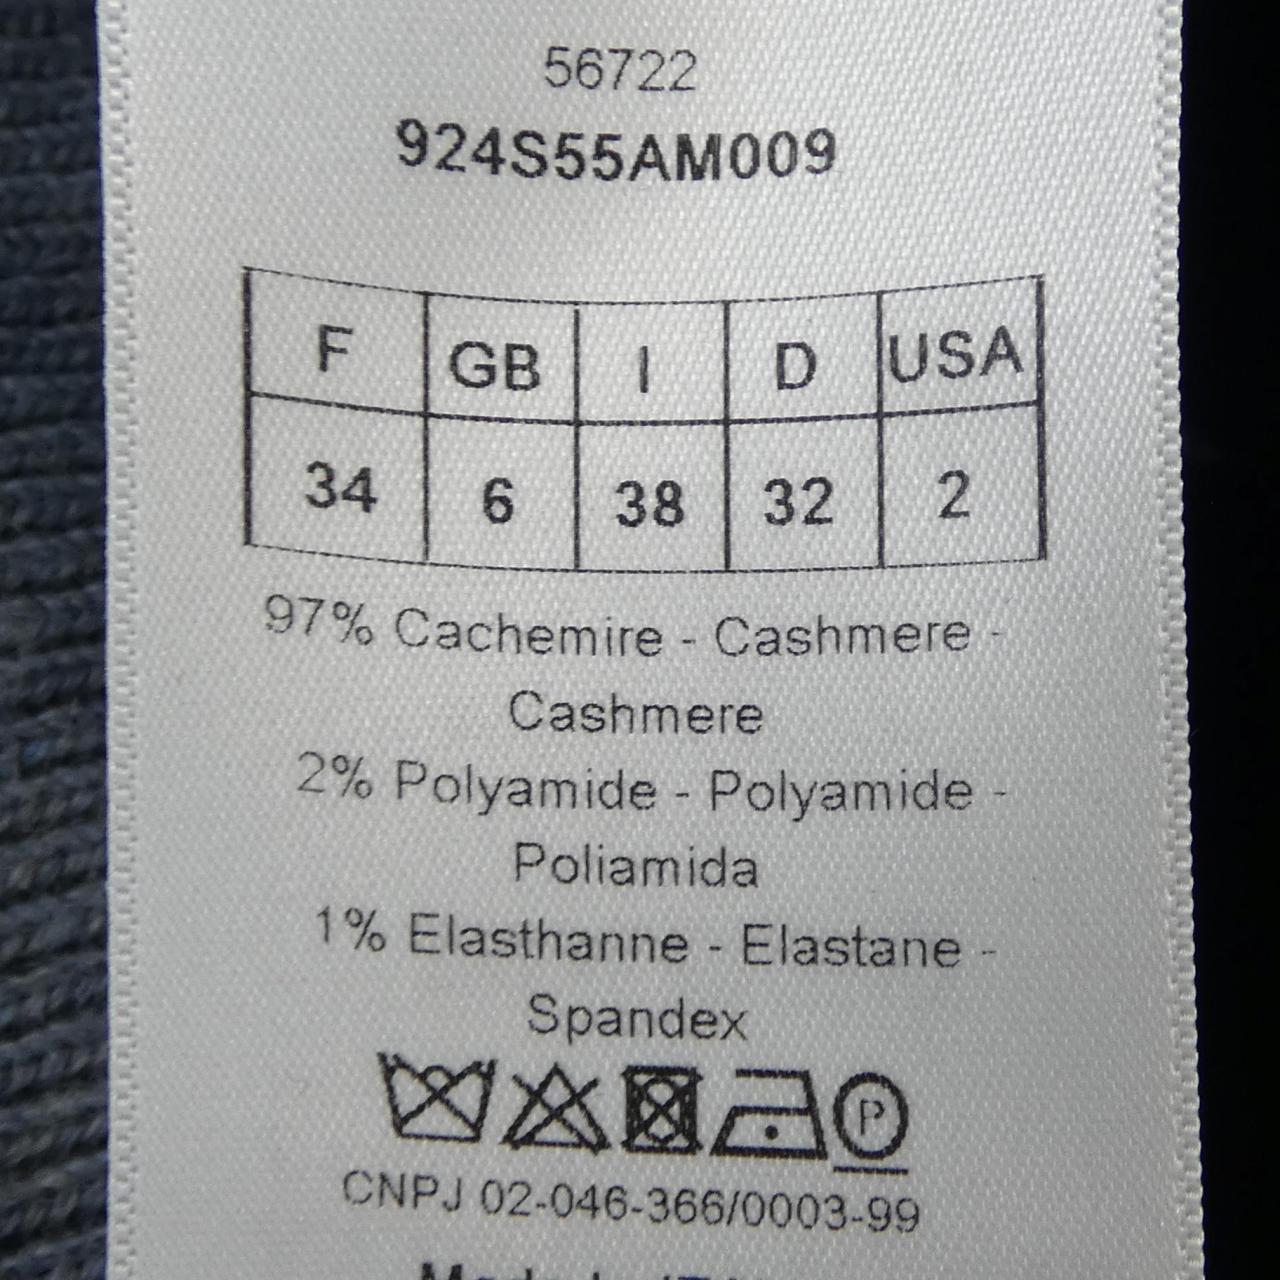 56722
924S55AM009
F GB I D USA
34 6 38 32 2
97% Cachemire - Cashmere -
Cashmere
2% Polyamide - Polyamide -
Poliamida
1% Elasthanne - Elastane -
Spandex
P
CNPJ 02-046-366/0003-99